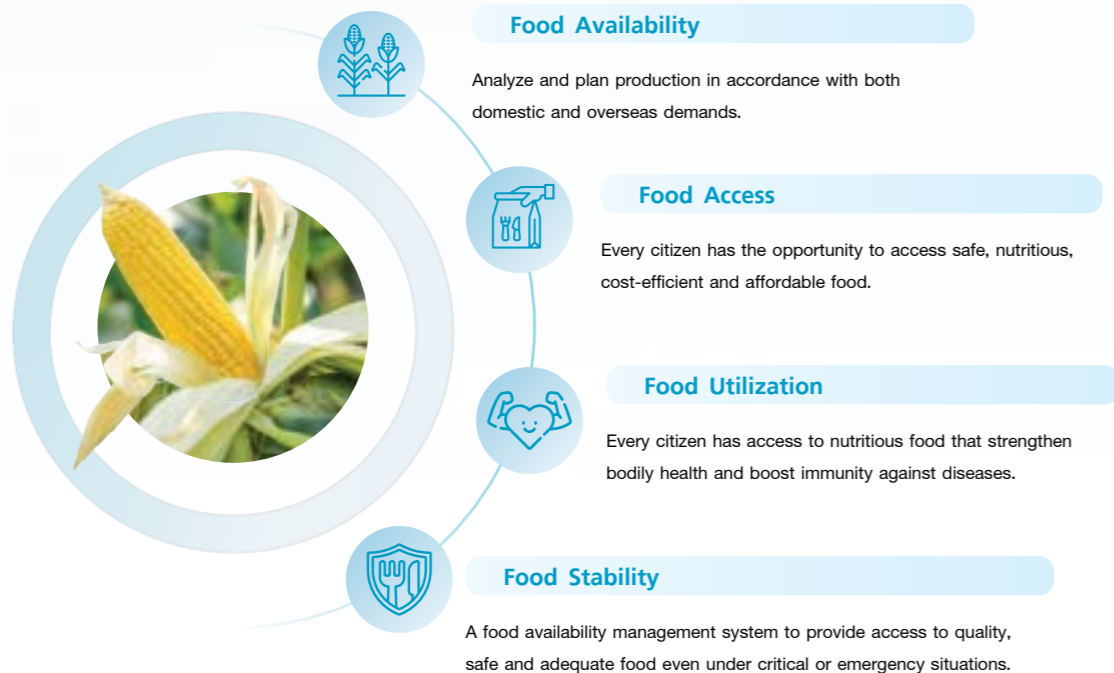 Food Availability
Analyze and plan production in accordance with both
domestic and overseas demands.
Food Access
Every citizen has the opportunity to access safe, nutritious,
cost-efficient and affordable food.
Food Utilization
Every citizen has access to nutritious food that strengthen
bodily health and boost immunity against diseases.
Food Stability
A food availability management system to provide access to quality,
safe and adequate food even under critical or emergency situations.